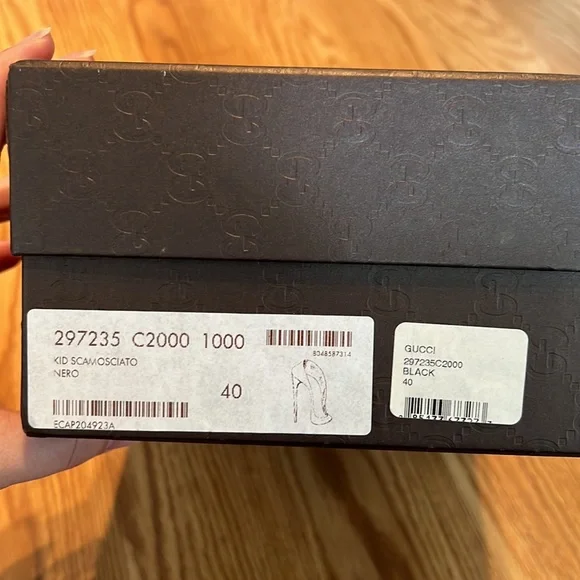 297235 C2000 1000
8048587314
KID SCAMOSCIATO
NERO
40
ECAP204923A
GUCCI
297235C2000
BLACK
40